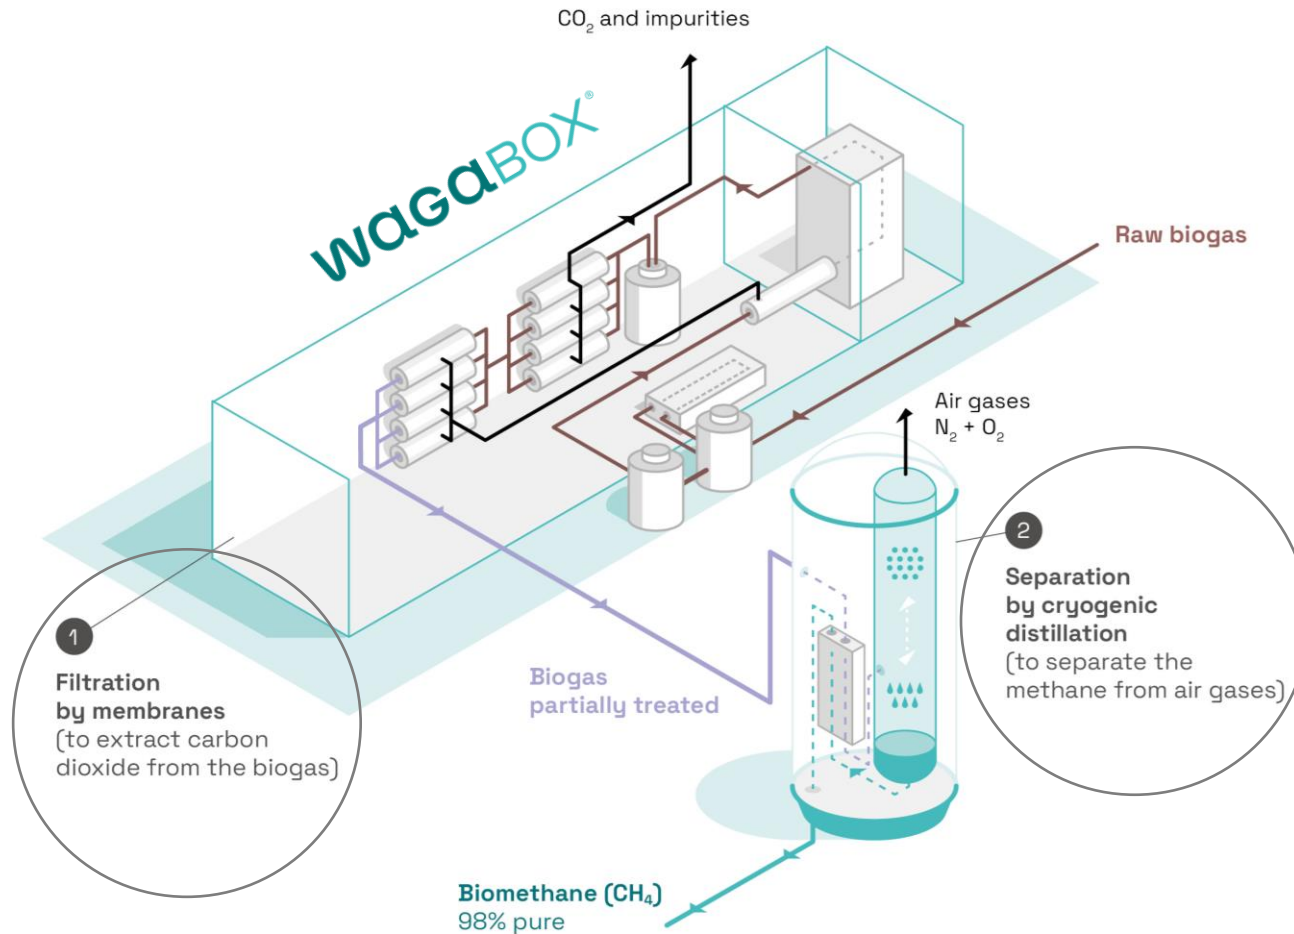 CO₂ and impurities
WAGABOX®
Raw biogas
Air gases
N₂ + O₂
1
Filtration
by membranes
(to extract carbon
dioxide from the biogas)
2
Separation
by cryogenic
distillation
(to separate the
methane from air gases)
Biogas
partially treated
Biomethane (CH₄)
98% pure